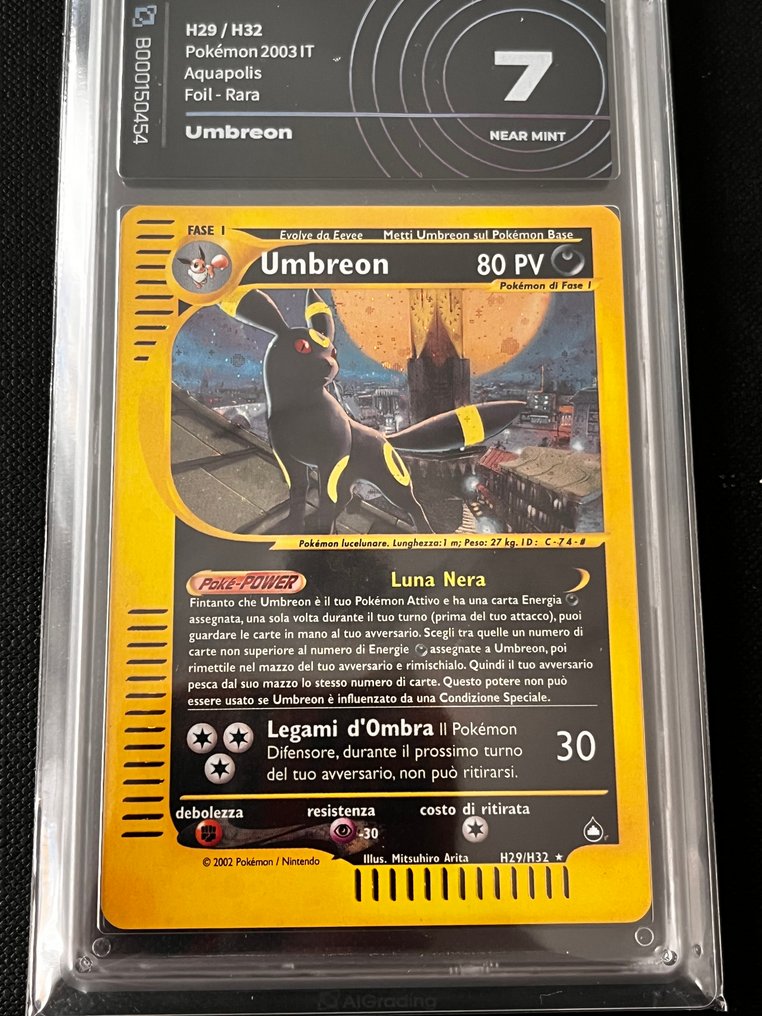 H29 / H32
Pokémon 2003 IT
Aquapolis
Foil - Rara
Umbreon
7
NEAR MINT
B000150454
FASE 1
Evolve da Eevee Metti Umbreon sul Pokémon Base
Umbreon 80 PV
Pokémon di Fase 1
Pokémon lucelunare. Lunghezza:1 m; Peso: 27 kg. ID: C-74-#
Poké-POWER Luna Nera
Fintanto che Umbreon è il tuo Pokémon Attivo e ha una carta Energia
assegnata, una sola volta durante il tuo turno (prima del tuo attacco), puoi
guardare le carte in mano al tuo avversario. Scegli tra quelle un numero di
carte non superiore al numero di Energie assegnate a Umbreon, poi
rimettile nel mazzo del tuo avversario e rimischialo. Quindi il tuo avversario
pesca dal suo mazzo lo stesso numero di carte. Questo potere non può
essere usato se Umbreon è influenzato da una Condizione Speciale.
Legami d'Ombra Il Pokémon
Difensore, durante il prossimo turno
del tuo avversario, non può ritirarsi.
30
debolezza resistenza costo di ritirata
-30
© 2002 Pokémon / Nintendo Illus. Mitsuhiro Arita H29/H32 ★
AIGrading